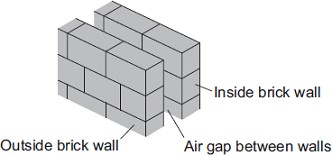 Inside brick wall
Outside brick wall
Air gap between walls